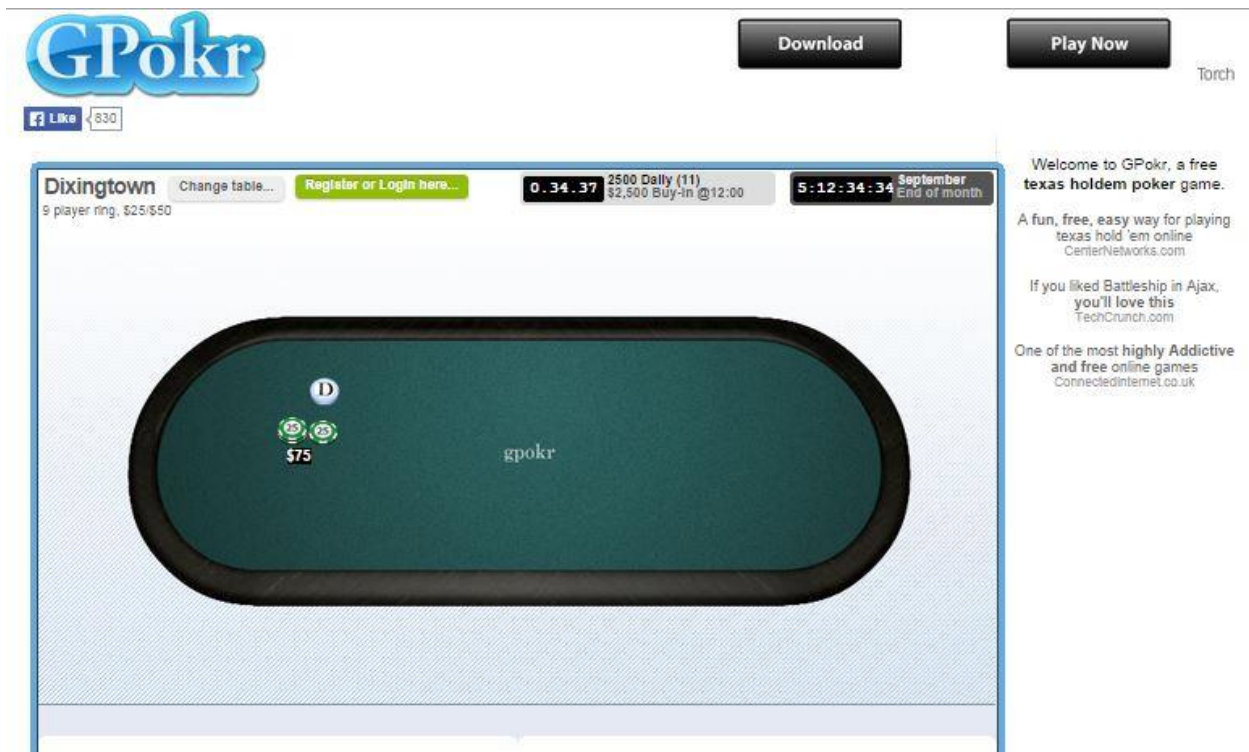 GPokr
Download
Play Now
Torch
Like
830
Dixingtown
Change table...
Register or Login here...
0.34.37
2500 Daily (11)
$2,500 Buy-In @12:00
5:12:34:34
September
End of month
9 player ring, $25/$50
D
25
25
$75
gpokr
Welcome to GPokr, a free
texas holdem poker game.
A fun, free, easy way for playing
texas hold 'em online
CenterNetworks.com
If you liked Battleship in Ajax,
you'll love this
TechCrunch.com
One of the most highly Addictive
and free online games
ConnectedInternet.co.uk